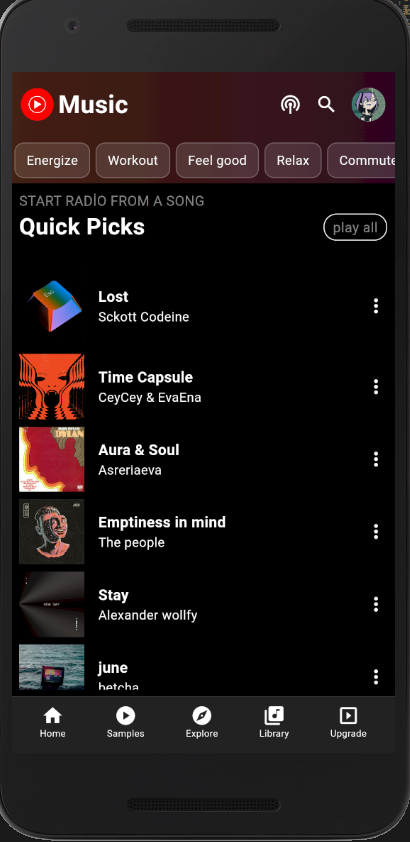 Music
Energize
Workout
Feel good
Relax
Commute
START RADİO FROM A SONG
Quick Picks
play all
Esc
Lost
Sckott Codeine
Time Capsule
CeyCey & EvaEna
DYLAN
Aura & Soul
Asreriaeva
Emptiness in mind
The people
Stay
Alexander wollfy
june
betcha
Home
Samples
Explore
Library
Upgrade